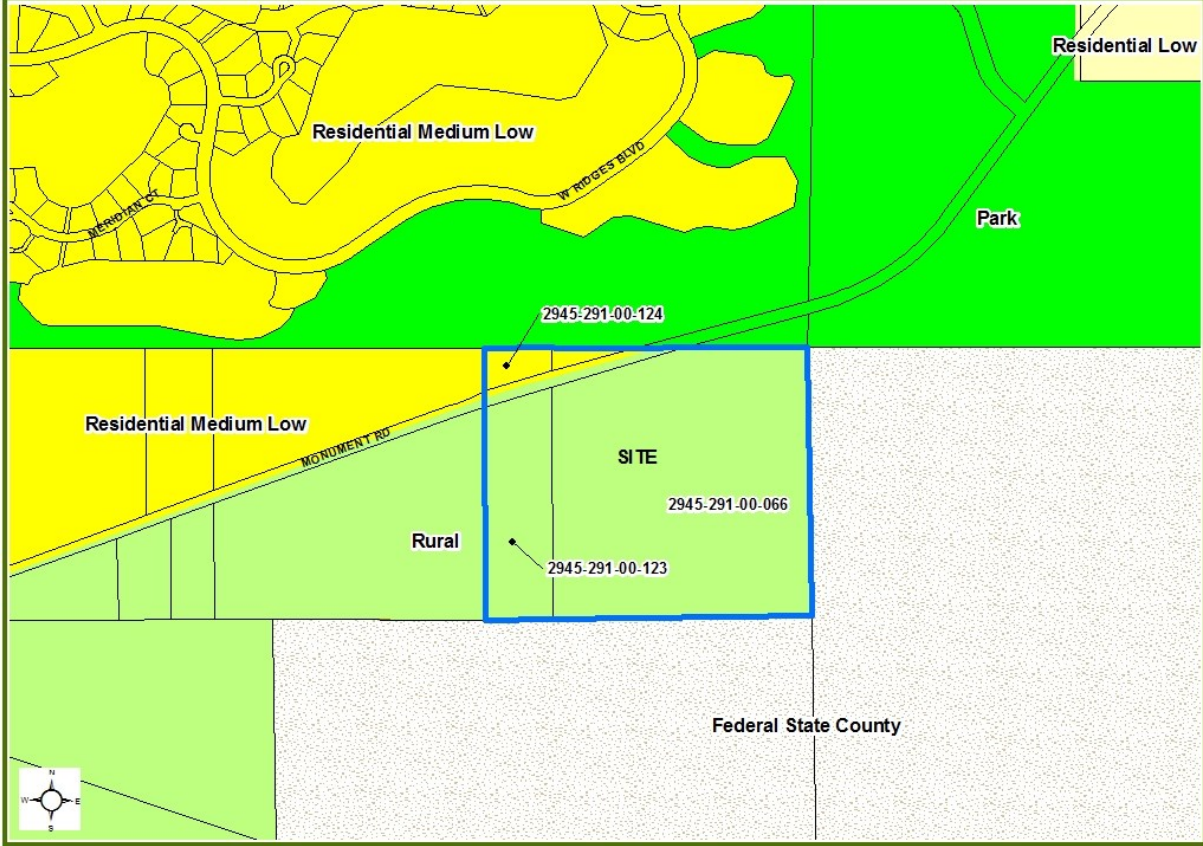 Residential Low
Residential Medium Low
W RIDGES BLVD
MERIDIAN CT
Park
2945-291-00-124
Residential Medium Low
MONUMENT RD
SITE
2945-291-00-066
Rural
2945-291-00-123
Federal State County
N
W
E
S